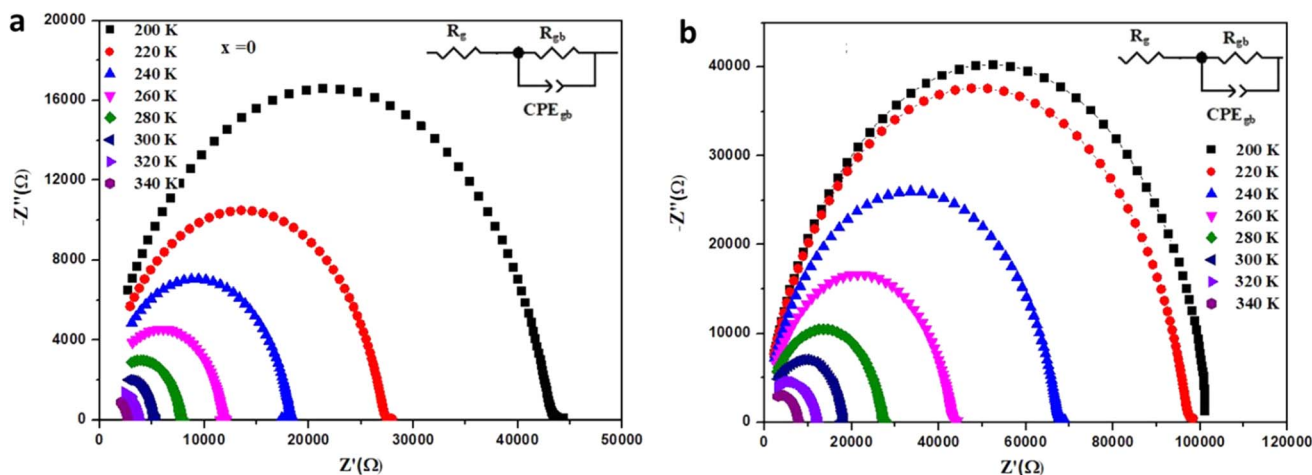 a
20000
16000
12000
8000
4000
0
-Z''(Ω)
200 K
220 K
240 K
260 K
280 K
300 K
320 K
340 K
x =0
Rg
Rgb
CPEgb
0 10000 20000 30000 40000 50000
Z'(Ω)
b
40000
30000
20000
10000
0
-Z''(Ω)
Rg
Rgb
CPEgb
200 K
220 K
240 K
260 K
280 K
300 K
320 K
340 K
0 20000 40000 60000 80000 100000 120000
Z'(Ω)